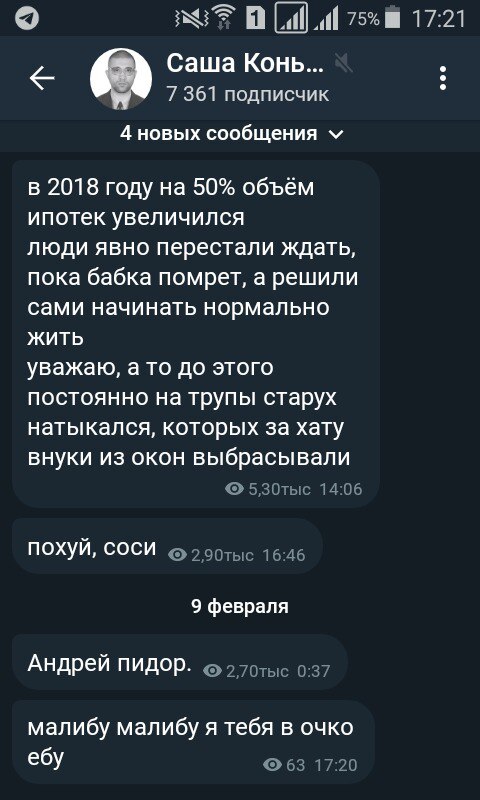 75% 17:21
Саша Конь...
7 361 подписчик
4 новых сообщения
в 2018 году на 50% объём
ипотек увеличился
люди явно перестали ждать,
пока бабка помрет, а решили
сами начинать нормально
жить
уважаю, а то до этого
постоянно на трупы старух
натыкался, которых за хату
внуки из окон выбрасывали
5,30тыс 14:06
похуй, соси 2,90тыс 16:46
9 февраля
Андрей пидор. 2,70тыс 0:37
малибу малибу я тебя в очко
ебу 63 17:20